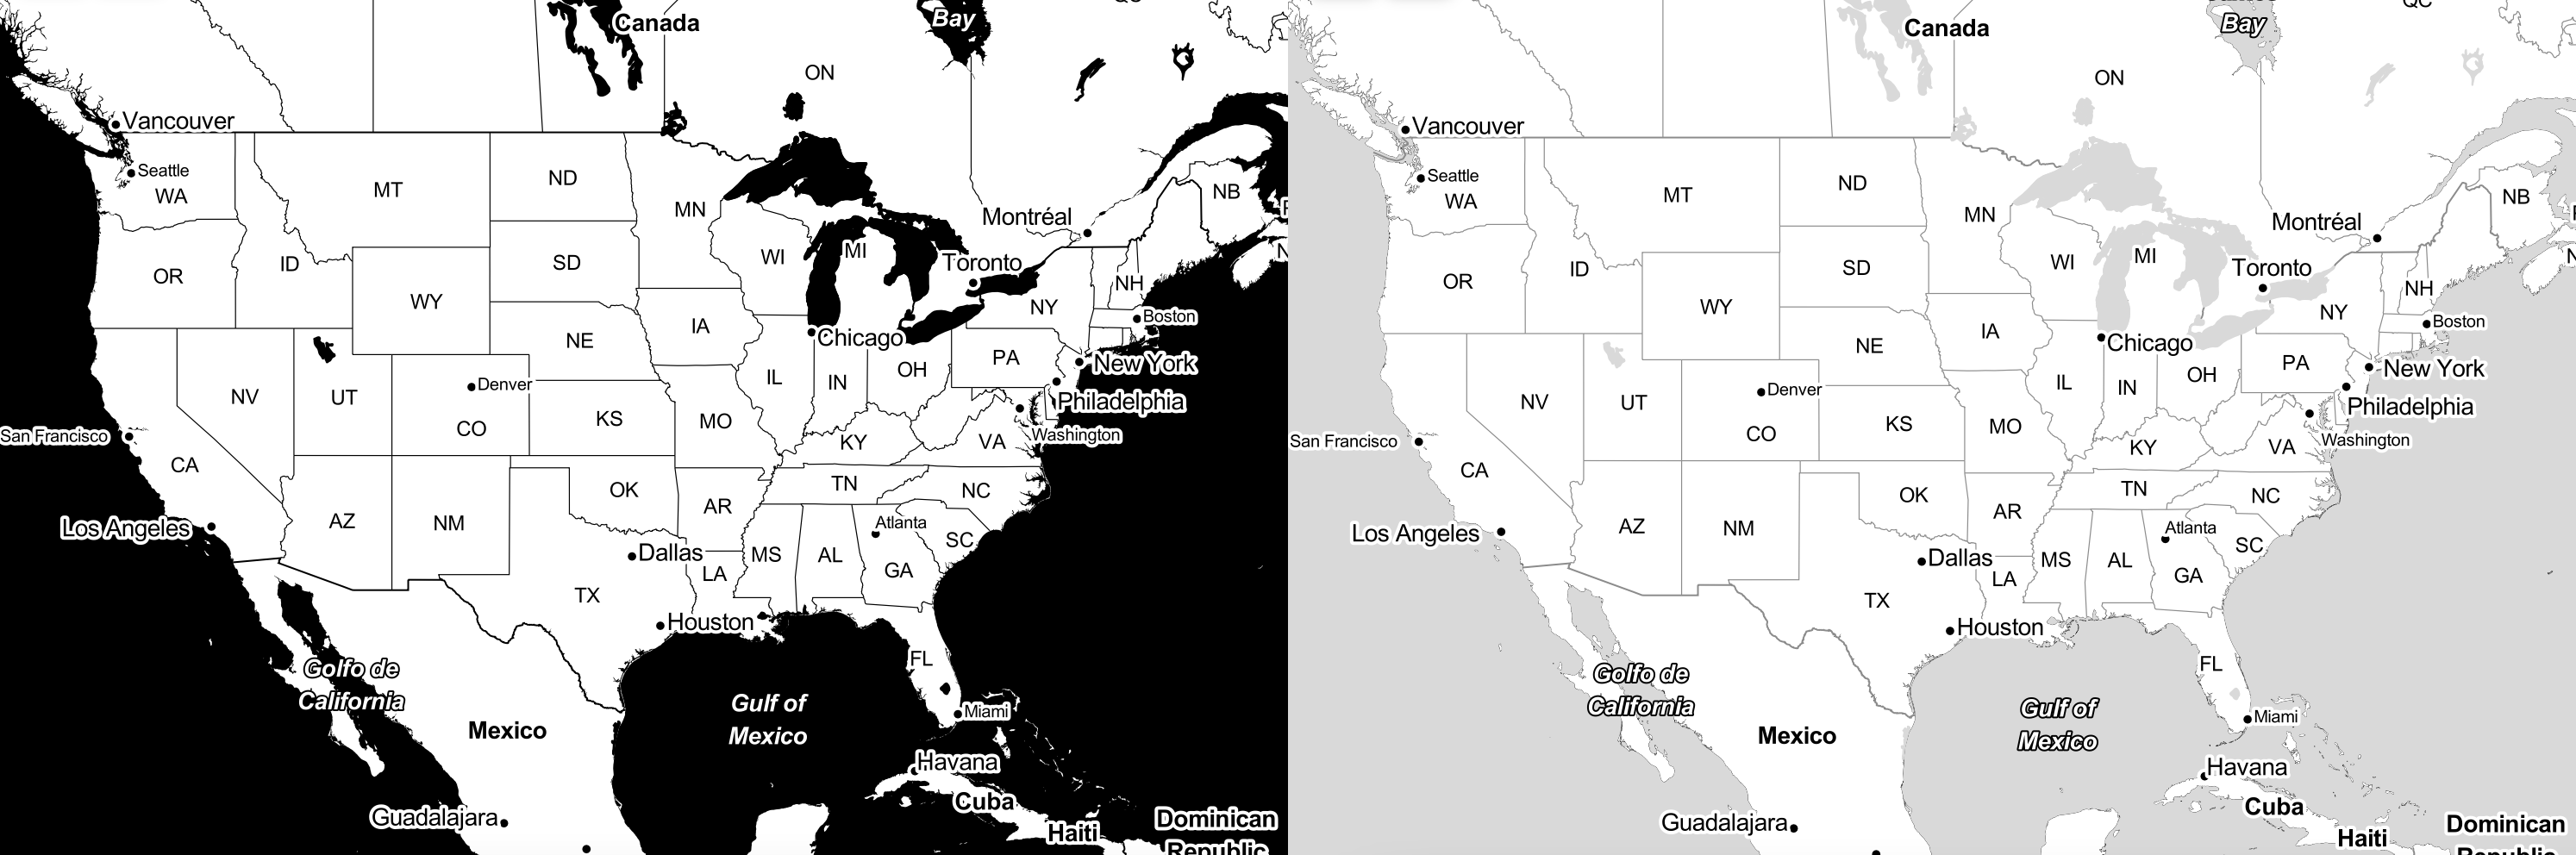 QC
Canada
Bay
ON
Vancouver
Seattle
WA
MT
ND
MN
NB
Montréal
OR
ID
SD
WI
MI
Toronto
NH
WY
NY
IA
Boston
NE
Chicago
PA
New York
NV
UT
Denver
IL
IN
OH
Philadelphia
San Francisco
CO
KS
MO
KY
VA
Washington
CA
AZ
NM
OK
AR
TN
NC
Los Angeles
Atlanta
SC
Dallas
MS
AL
GA
LA
TX
Houston
FL
Golfo de
California
Gulf of
Mexico
Miami
Mexico
Havana
Cuba
Guadalajara
Haiti
Dominican
Republic
QC
Canada
Bay
ON
Vancouver
Seattle
WA
MT
ND
MN
NB
Montréal
OR
ID
SD
WI
MI
Toronto
NH
WY
NY
IA
Boston
NE
Chicago
PA
New York
NV
UT
Denver
IL
IN
OH
Philadelphia
San Francisco
CO
KS
MO
KY
VA
Washington
CA
AZ
NM
OK
AR
TN
NC
Los Angeles
Atlanta
SC
Dallas
MS
AL
GA
LA
TX
Houston
FL
Golfo de
California
Gulf of
Mexico
Miami
Mexico
Havana
Cuba
Guadalajara
Haiti
Dominican
Republic